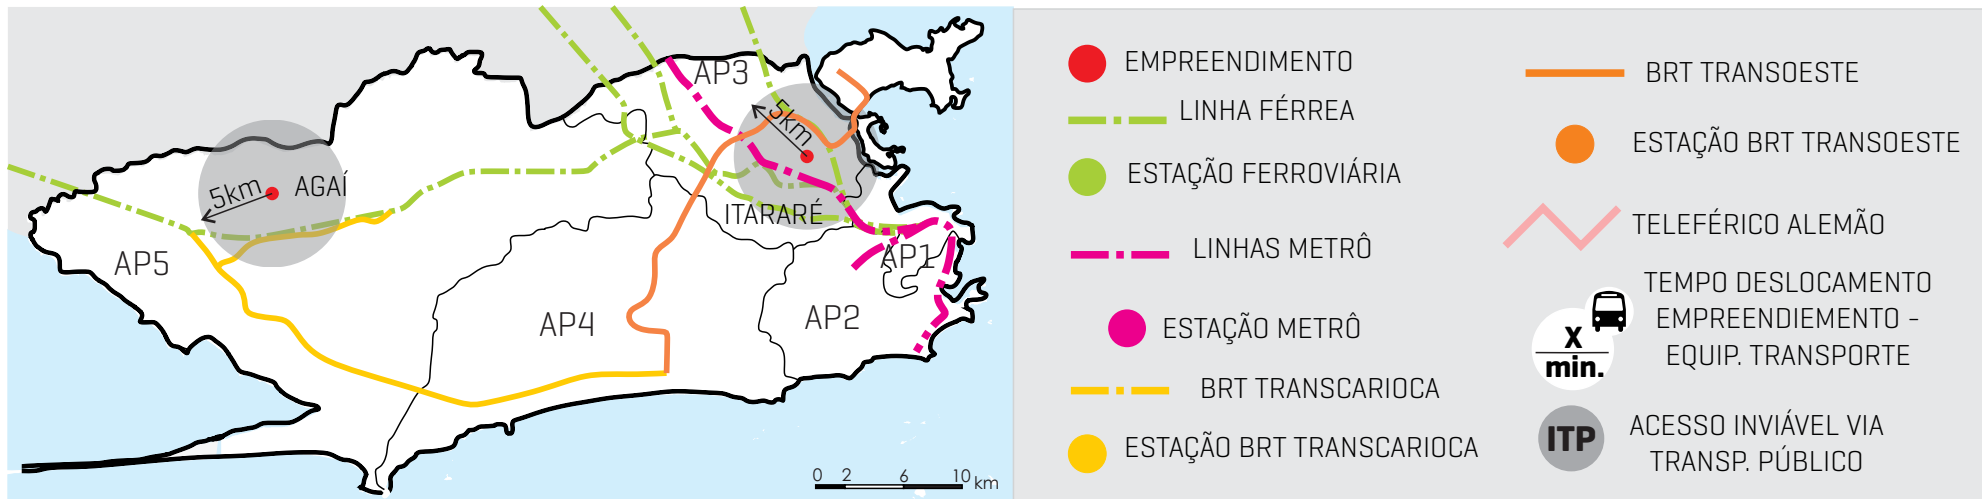 AP3
5km
5km
AGAÍ
ITARARÉ
AP5
AP1
AP4
AP2
0 2 6 10 km
EMPREENDIMENTO
LINHA FÉRREA
ESTAÇÃO FERROVIÁRIA
LINHAS METRÔ
ESTAÇÃO METRÔ
BRT TRANSCARIOCA
ESTAÇÃO BRT TRANSCARIOCA
BRT TRANSOESTE
ESTAÇÃO BRT TRANSOESTE
TELEFÉRICO ALEMÃO
X
min.
TEMPO DESLOCAMENTO
EMPREENDIEMENTO -
EQUIP. TRANSPORTE
ITP
ACESSO INVIÁVEL VIA
TRANSP. PÚBLICO